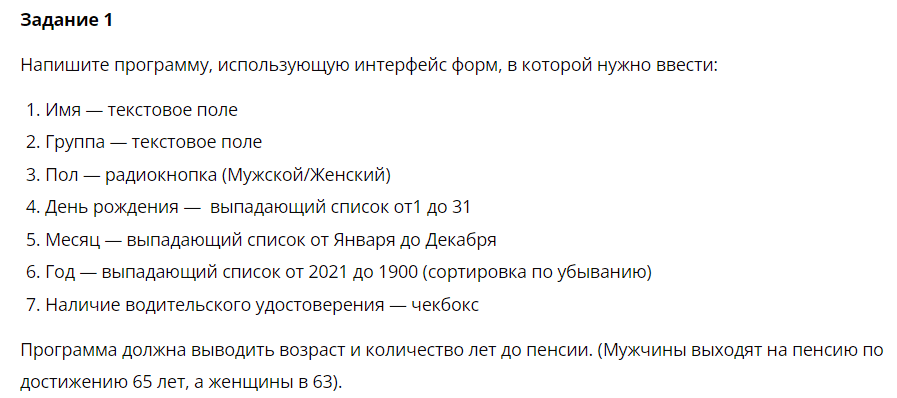 Задание 1
Напишите программу, использующую интерфейс форм, в которой нужно ввести:
1. Имя — текстовое поле
2. Группа — текстовое поле
3. Пол — радиокнопка (Мужской/Женский)
4. День рождения — выпадающий список от1 до 31
5. Месяц — выпадающий список от Января до Декабря
6. Год — выпадающий список от 2021 до 1900 (сортировка по убыванию)
7. Наличие водительского удостоверения — чекбокс
Программа должна выводить возраст и количество лет до пенсии. (Мужчины выходят на пенсию по
достижению 65 лет, а женщины в 63).